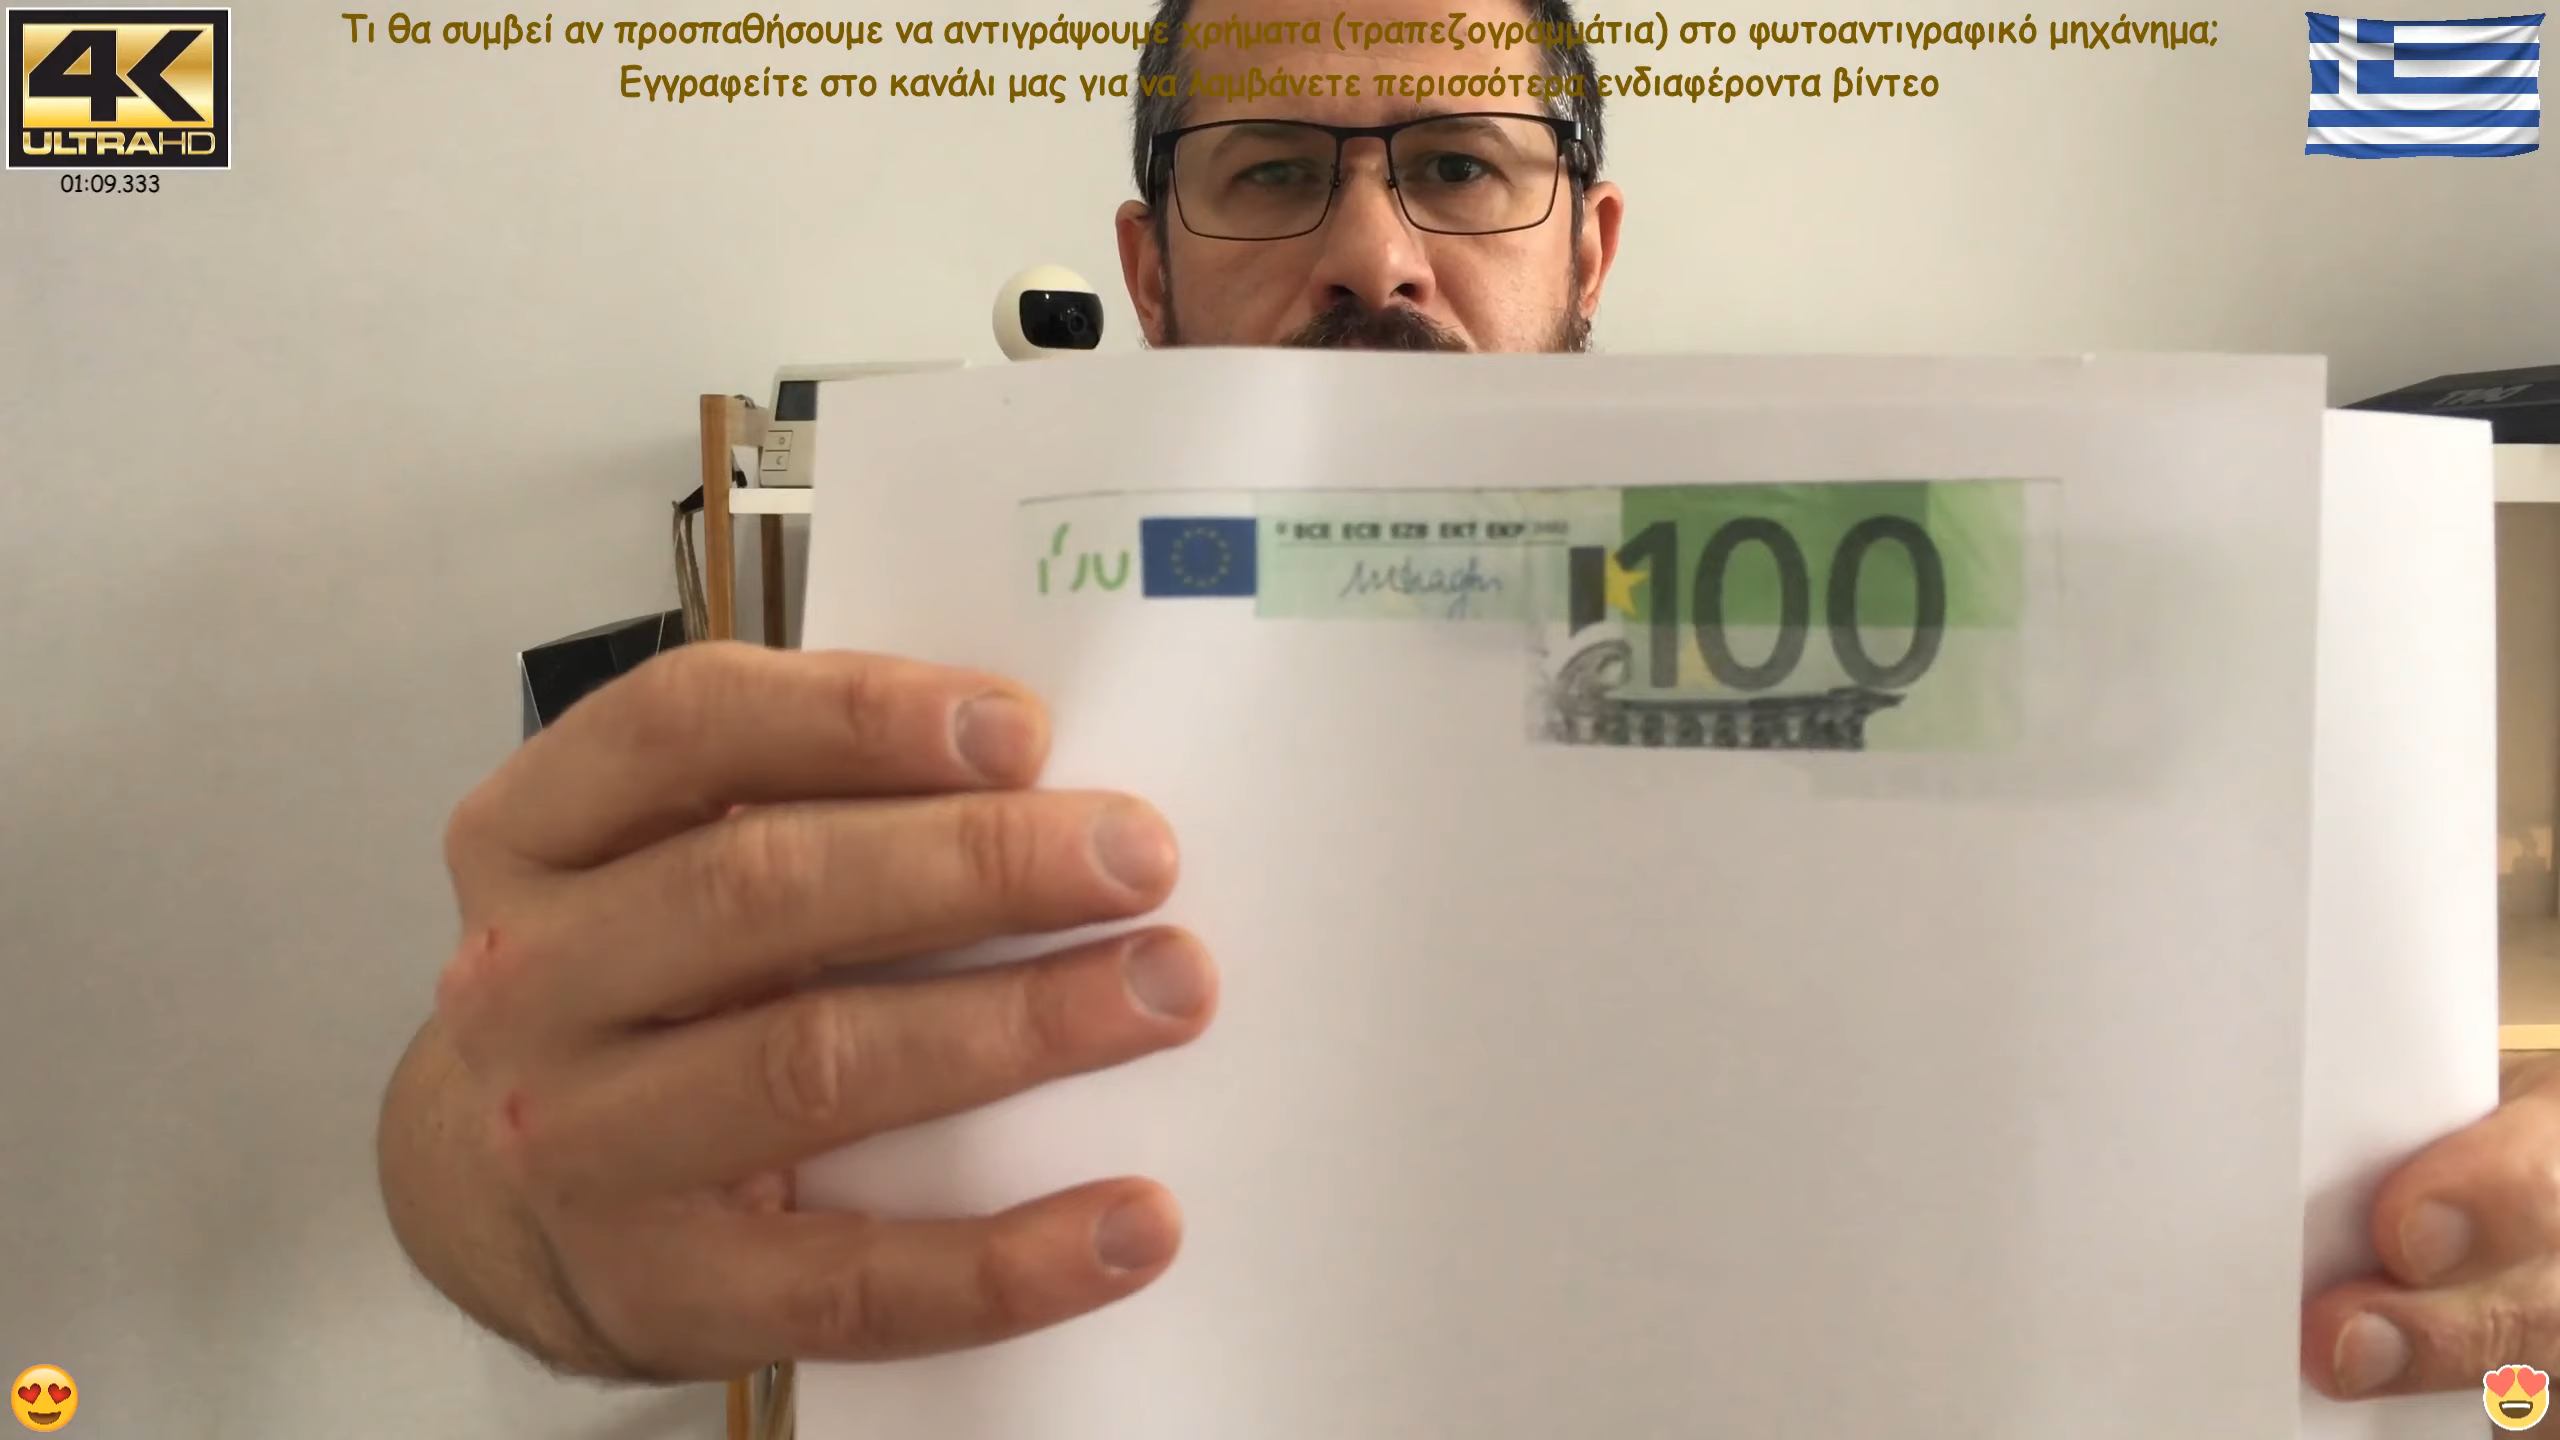 Τι θα συμβεί αν προσπαθήσουμε να αντιγράψουμε χρήματα (τραπεζογραμμάτια) στο φωτοαντιγραφικό μηχάνημα;
Εγγραφείτε στο κανάλι μας για να λαμβάνετε περισσότερα ενδιαφέροντα βίντεο
4K
ULTRAHD
01:09.333
BCE ECB EZB EKT EKP
100